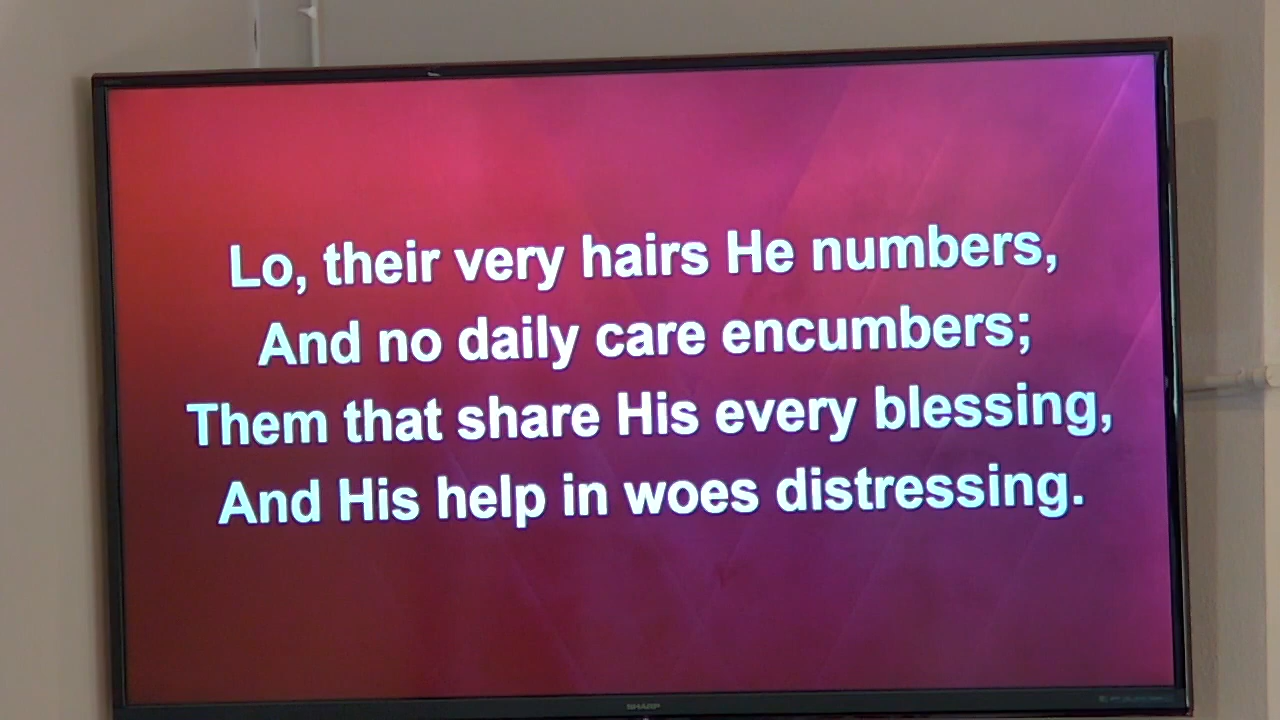 Lo, their very hairs He numbers,
And no daily care encumbers;
Them that share His every blessing,
And His help in woes distressing.
SHARP